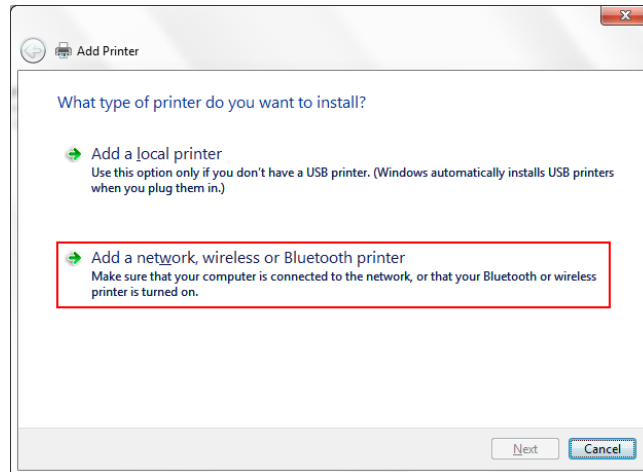 Add Printer
What type of printer do you want to install?
Add a local printer
Use this option only if you don't have a USB printer. (Windows automatically installs USB printers
when you plug them in.)
Add a network, wireless or Bluetooth printer
Make sure that your computer is connected to the network, or that your Bluetooth or wireless
printer is turned on.
Next
Cancel